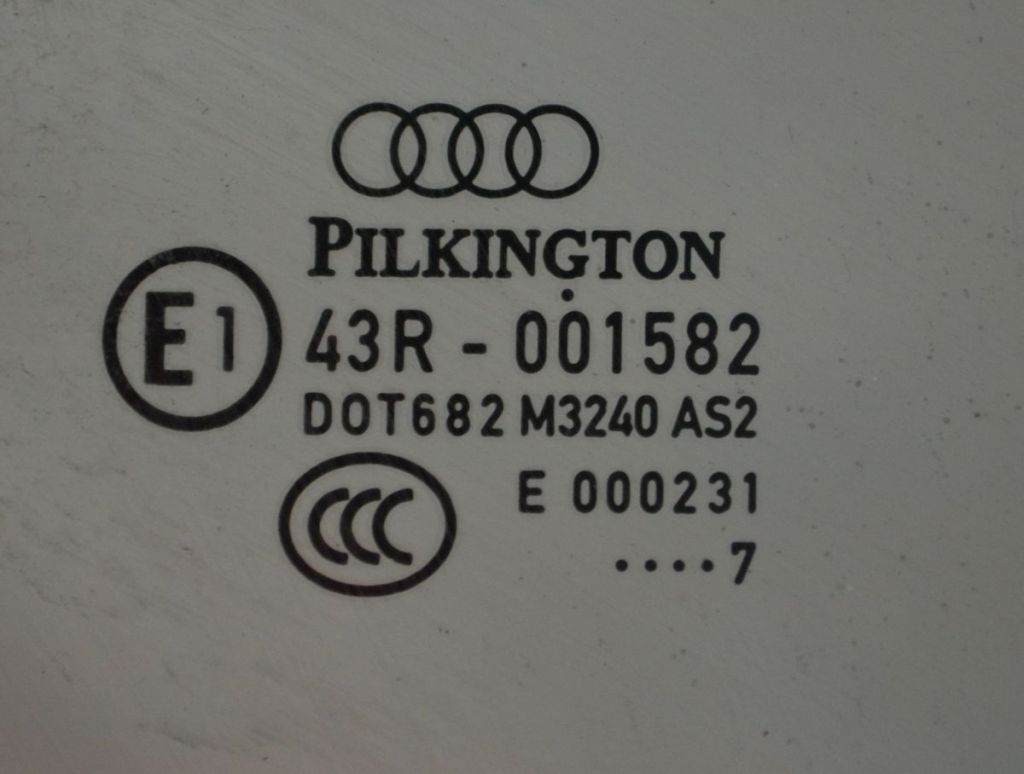 PILKINGTON
E1 43R - 001582
DOT682 M3240 AS2
CCC E 000231
....7